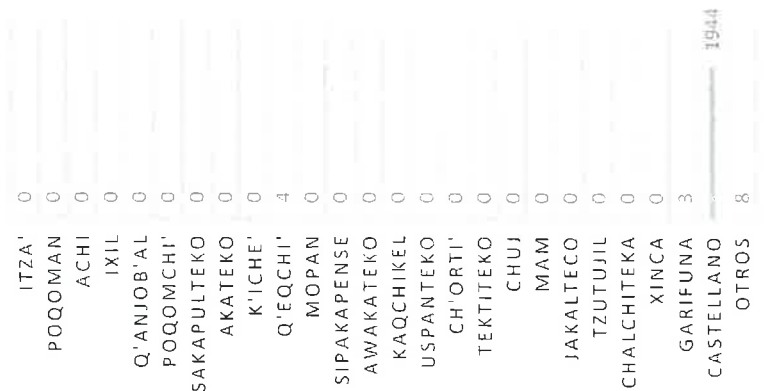 1944
0
0
0
0
0
0
0
0
0
4
0
0
0
0
0
0
0
0
0
0
0
0
0
3
8
ITZA'
POQOMAN
ACHI
IXIL
Q'ANJOB'AL
POQOMCHI'
SAKAPULTEKO
AKATEKO
K'ICHE'
Q'EQCHI'
MOPAN
SIPAKAPENSE
AWAKATEKO
KAQCHIKEL
USPANTEKO
CH'ORTI'
TEKTITEKO
CHUJ
MAM
JAKALTECO
TZUTUJIL
CHALCHITEKA
XINCA
GARIFUNA
CASTELLANO
OTROS